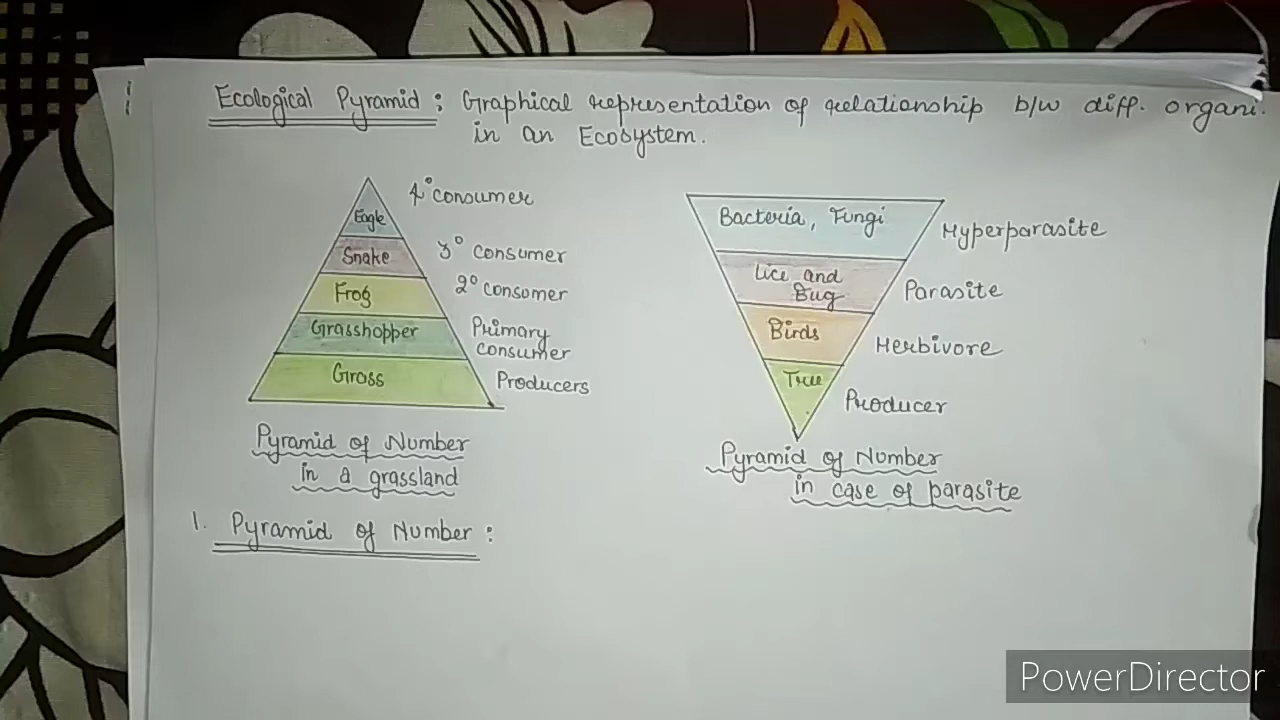 Ecological Pyramid : Graphical representation of relationship b/w diff. organi.
in an Ecosystem.
4° consumer
Eagle
3° consumer
Snake
2° consumer
Frog
Primary
consumer
Grasshopper
Producers
Grass
Pyramid of Number
in a grassland
Bacteria, Fungi
Hyperparasite
Lice and
Bug
Parasite
Birds
Herbivore
Tree
Producer
Pyramid of Number
in case of parasite
1. Pyramid of Number :
PowerDirector